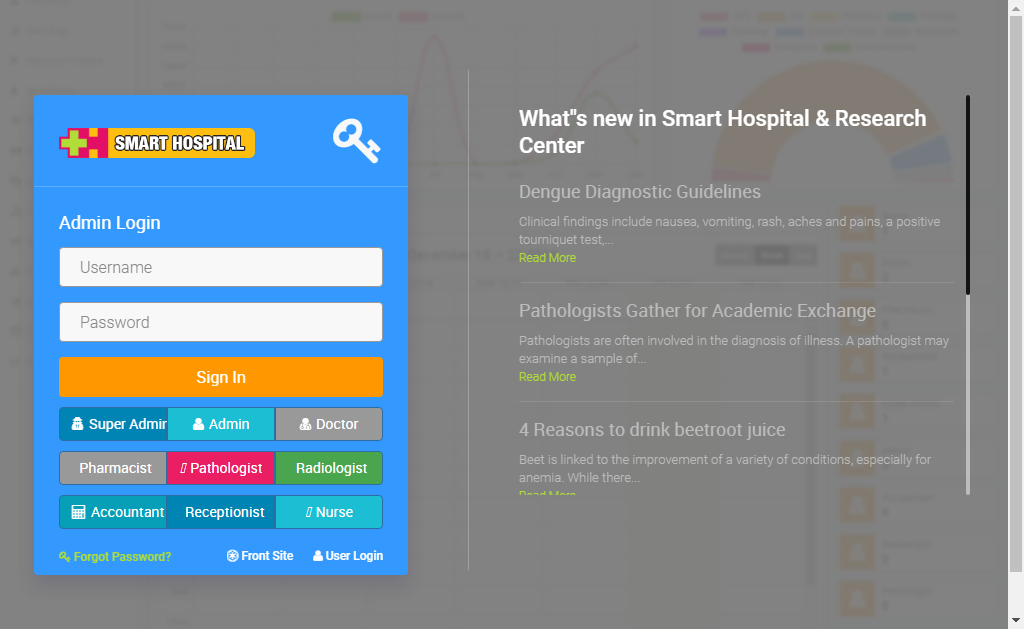 SMART HOSPITAL
Admin Login
Username
Password
Sign In
Super Admin
Admin
Doctor
Pharmacist
Pathologist
Radiologist
Accountant
Receptionist
Nurse
Forgot Password?
Front Site
User Login
What"s new in Smart Hospital & Research
Center
Dengue Diagnostic Guidelines
Clinical findings include nausea, vomiting, rash, aches and pains, a positive
tourniquet test,...
Read More
Pathologists Gather for Academic Exchange
Pathologists are often involved in the diagnosis of illness. A pathologist may
examine a sample of...
Read More
4 Reasons to drink beetroot juice
Beet is linked to the improvement of a variety of conditions, especially for
anemia. While there...
Read More